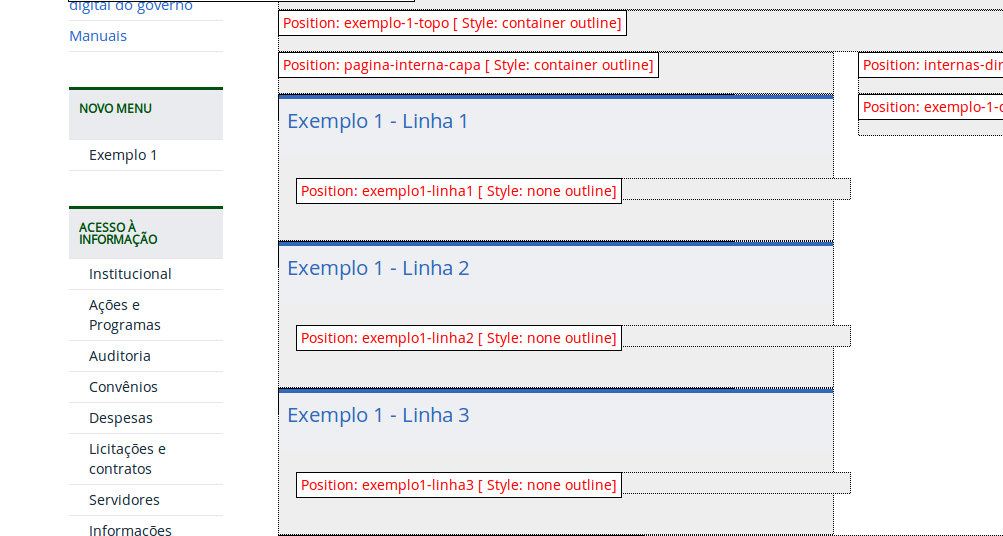 digital do governo
Manuais
NOVO MENU
Exemplo 1
ACESSO À
INFORMAÇÃO
Institucional
Ações e
Programas
Auditoria
Convênios
Despesas
Licitações e
contratos
Servidores
Informações
Position: exemplo-1-topo [ Style: container outline]
Position: pagina-interna-capa [ Style: container outline]
Exemplo 1 - Linha 1
Position: exemplo1-linha1 [ Style: none outline]
Exemplo 1 - Linha 2
Position: exemplo1-linha2 [ Style: none outline]
Exemplo 1 - Linha 3
Position: exemplo1-linha3 [ Style: none outline]
Position: internas-dir
Position: exemplo-1-